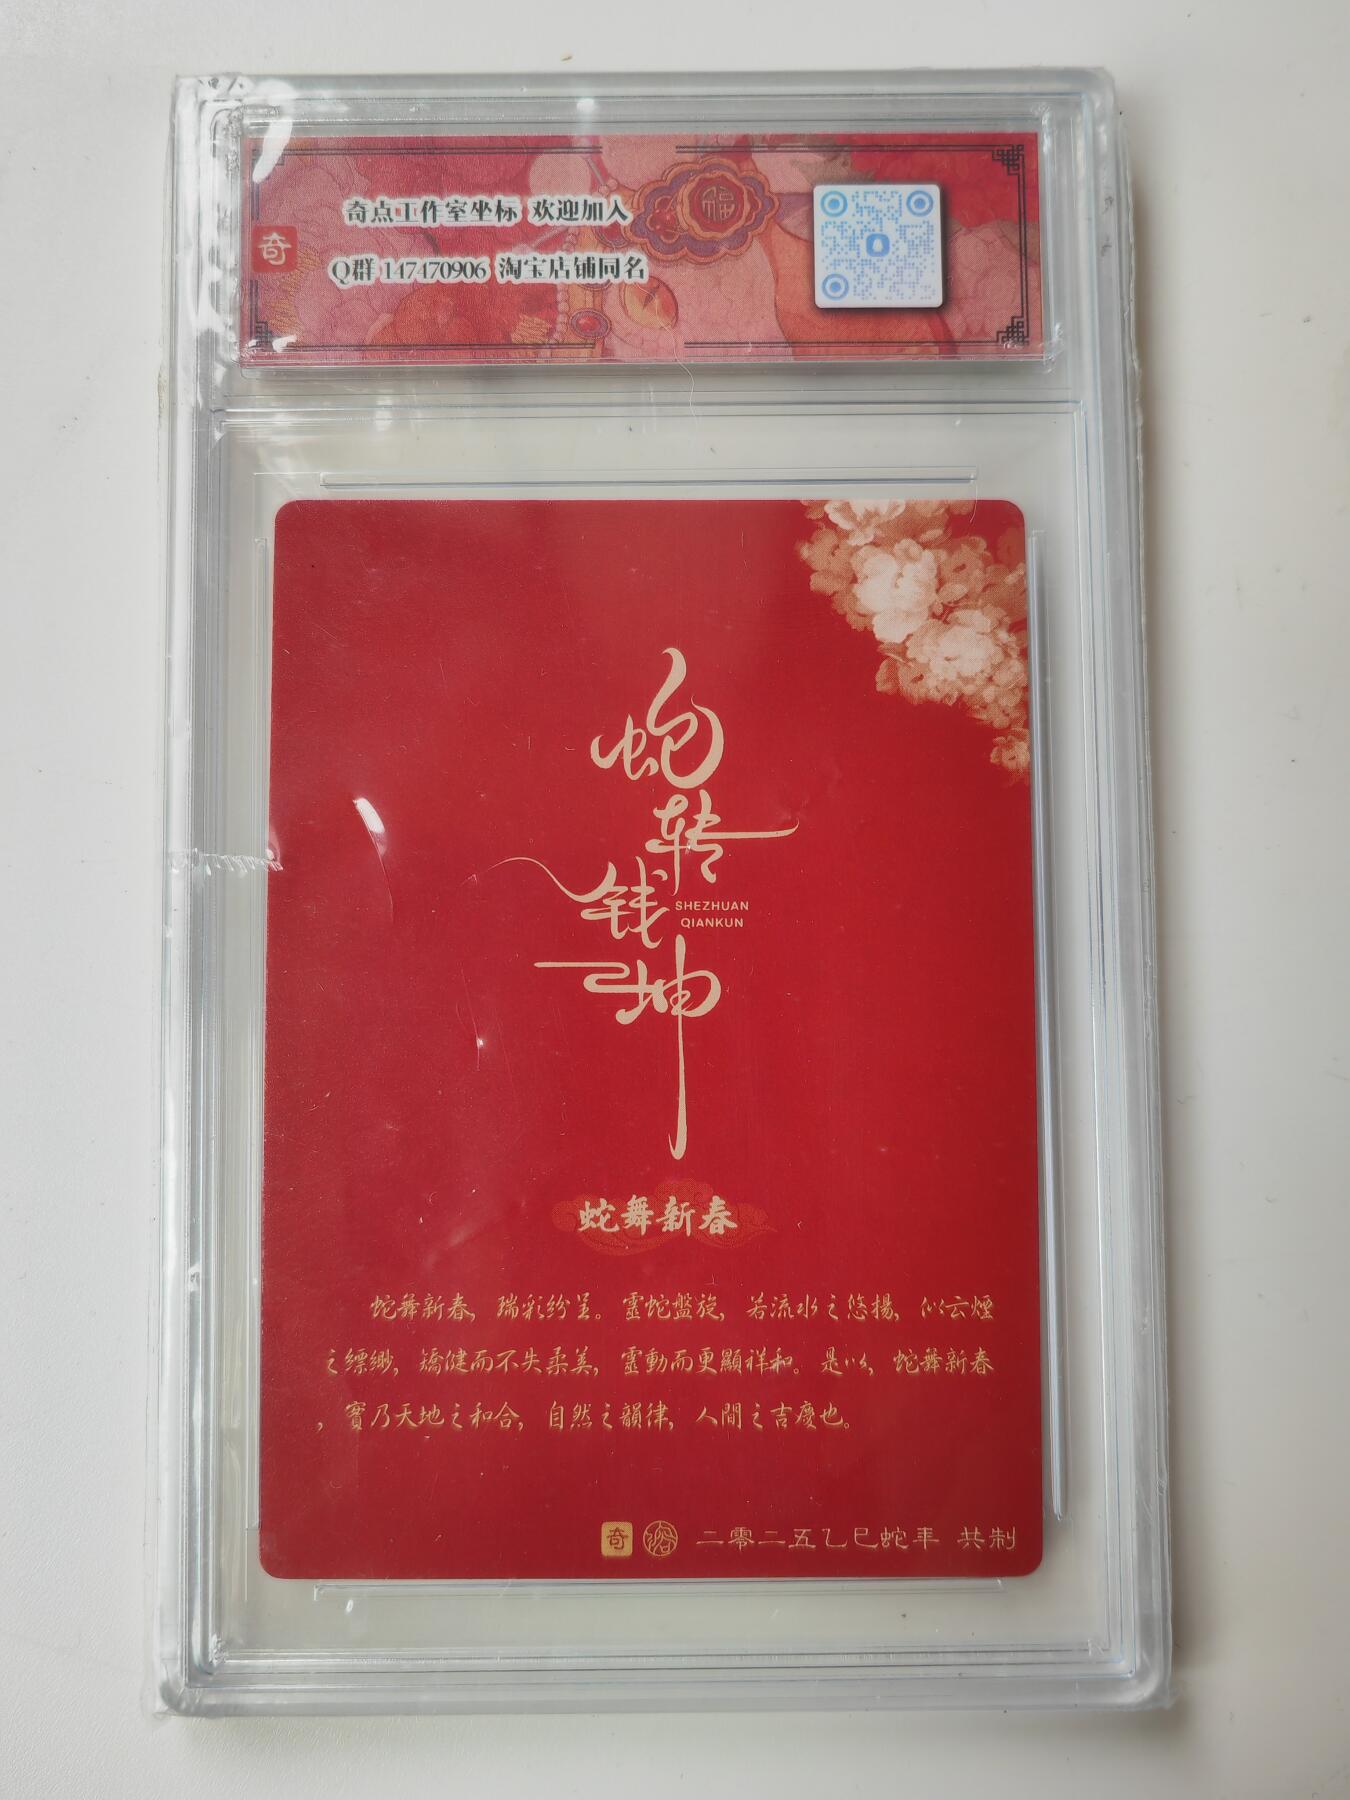 奇点工作室坐标 欢迎加入
Q群 147470906 淘宝店铺同名
奇
福
蛇
转
钱
SHEZHUAN
QIANKUN
坤
蛇舞新春
蛇舞新春，瑞彩纷呈。靈蛇盤旋，若流水之悠揚，似云煙
之縹緲，矯健而不失柔美，靈動而更顯祥和。是以，蛇舞新春
，實乃天地之和合，自然之韻律，人間之吉慶也。
奇 二零二五乙巳蛇年 共制